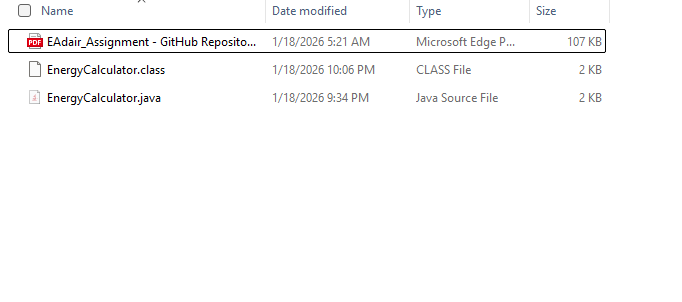 Name Date modified Type Size
PDF EAdair_Assignment - GitHub Reposito... 1/18/2026 5:21 AM Microsoft Edge P... 107 KB
EnergyCalculator.class 1/18/2026 10:06 PM CLASS File 2 KB
EnergyCalculator.java 1/18/2026 9:34 PM Java Source File 2 KB